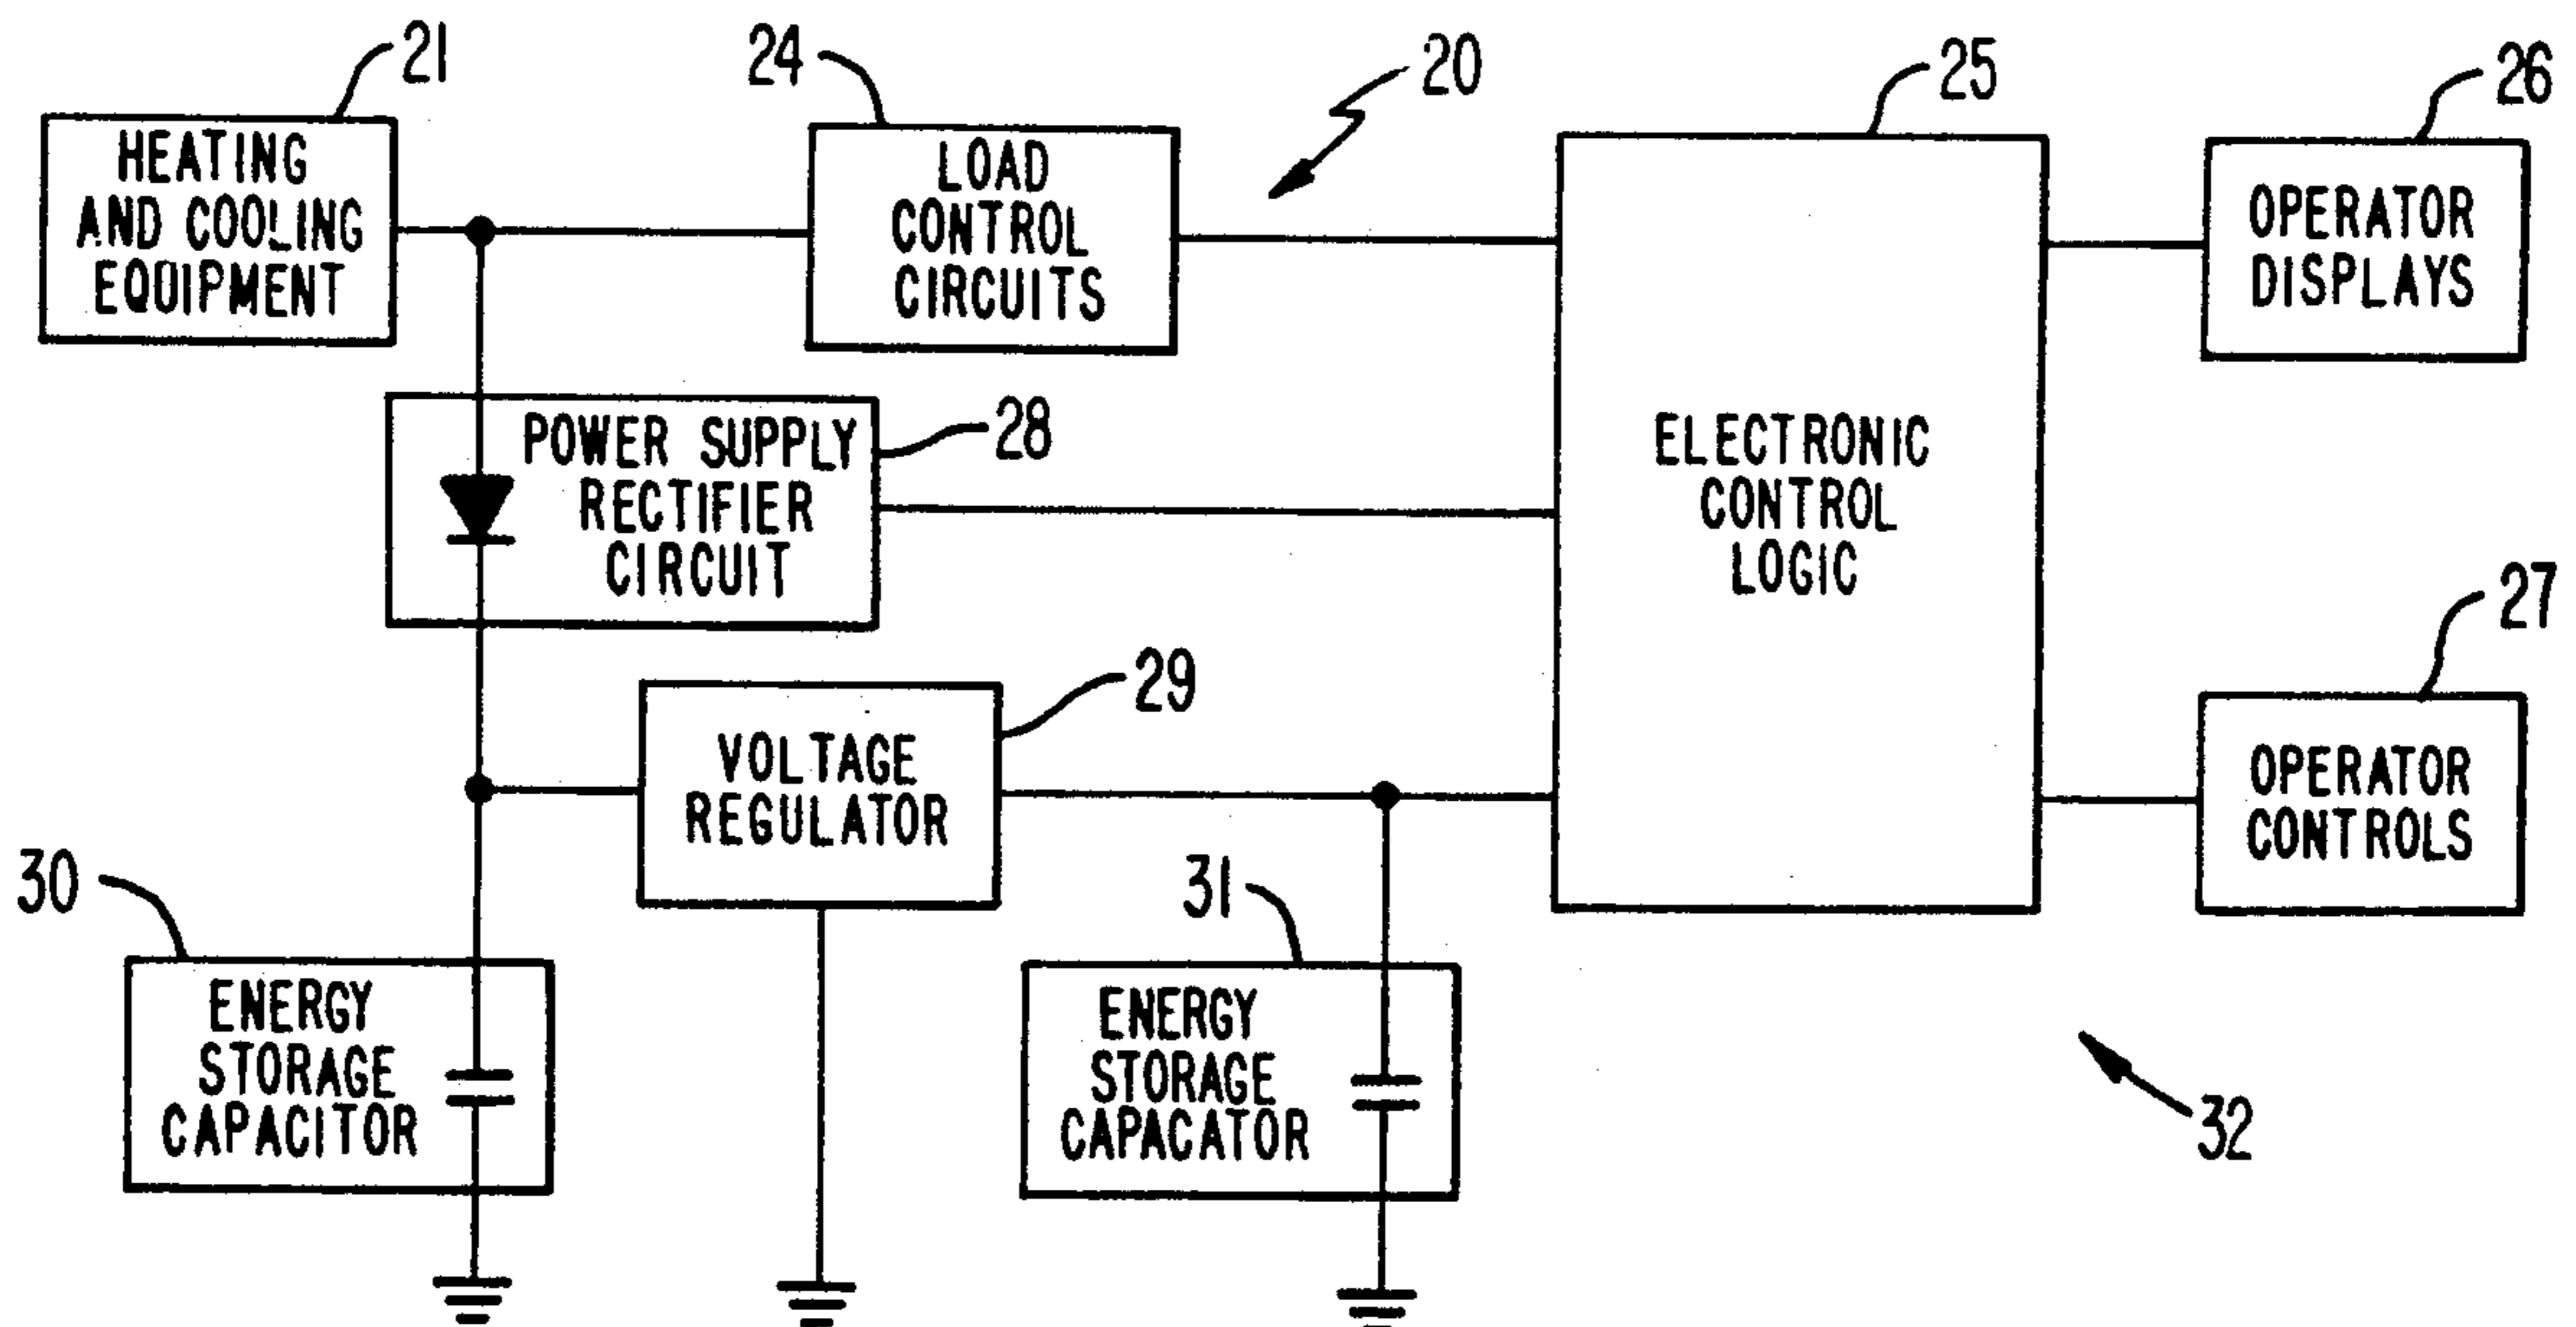 21
24
20
25
26
HEATING
AND COOLING
EQUIPMENT
LOAD
CONTROL
CIRCUITS
OPERATOR
DISPLAYS
POWER SUPPLY
RECTIFIER
CIRCUIT
28
ELECTRONIC
CONTROL
LOGIC
27
29
VOLTAGE
REGULATOR
OPERATOR
CONTROLS
30
31
ENERGY
STORAGE
CAPACITOR
ENERGY
STORAGE
CAPACATOR
32